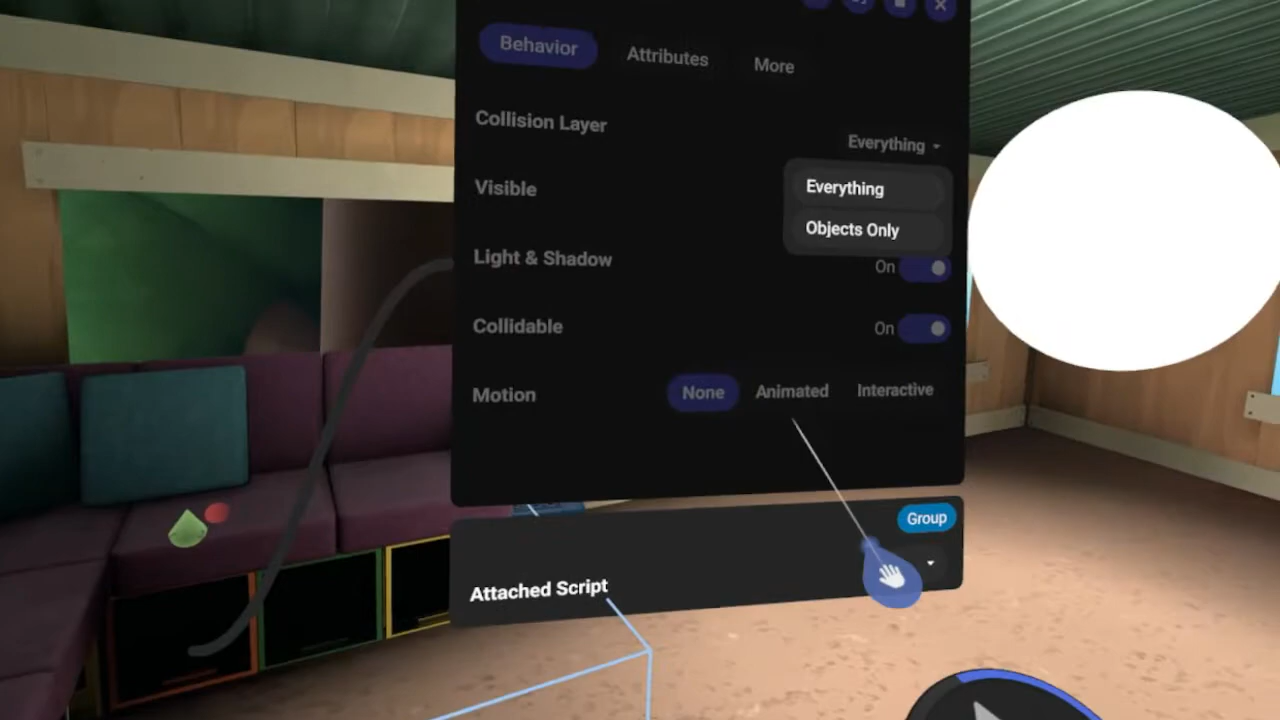 Behavior
Attributes
More
Collision Layer
Everything
Everything
Visible
Objects Only
Light & Shadow
On
Collidable
On
Motion
None
Animated
Interactive
Group
Attached Script